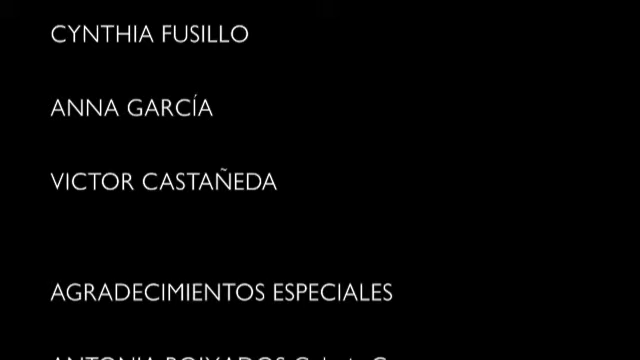 CYNTHIA FUSILLO
ANNA GARCÍA
VICTOR CASTAÑEDA
AGRADECIMIENTOS ESPECIALES